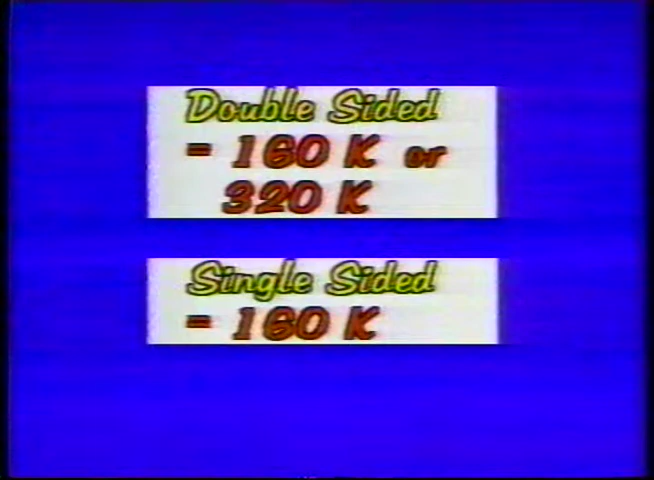 Double Sided
= 160 K or
320 K
Single Sided
= 160 K